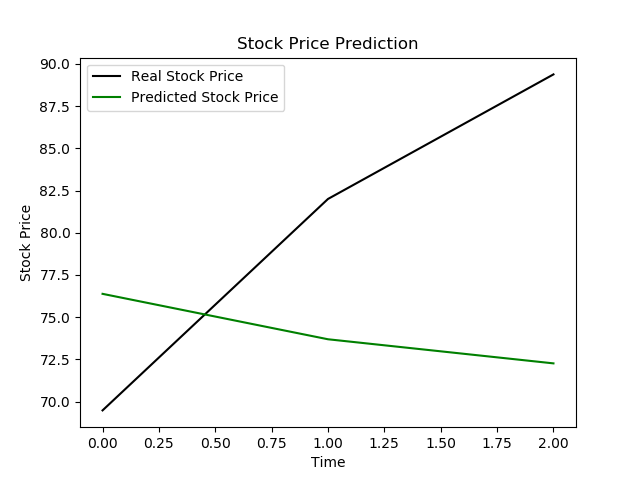 Stock Price Prediction
Real Stock Price
Predicted Stock Price
90.0
87.5
85.0
82.5
80.0
77.5
75.0
72.5
70.0
Stock Price
0.00 0.25 0.50 0.75 1.00 1.25 1.50 1.75 2.00
Time